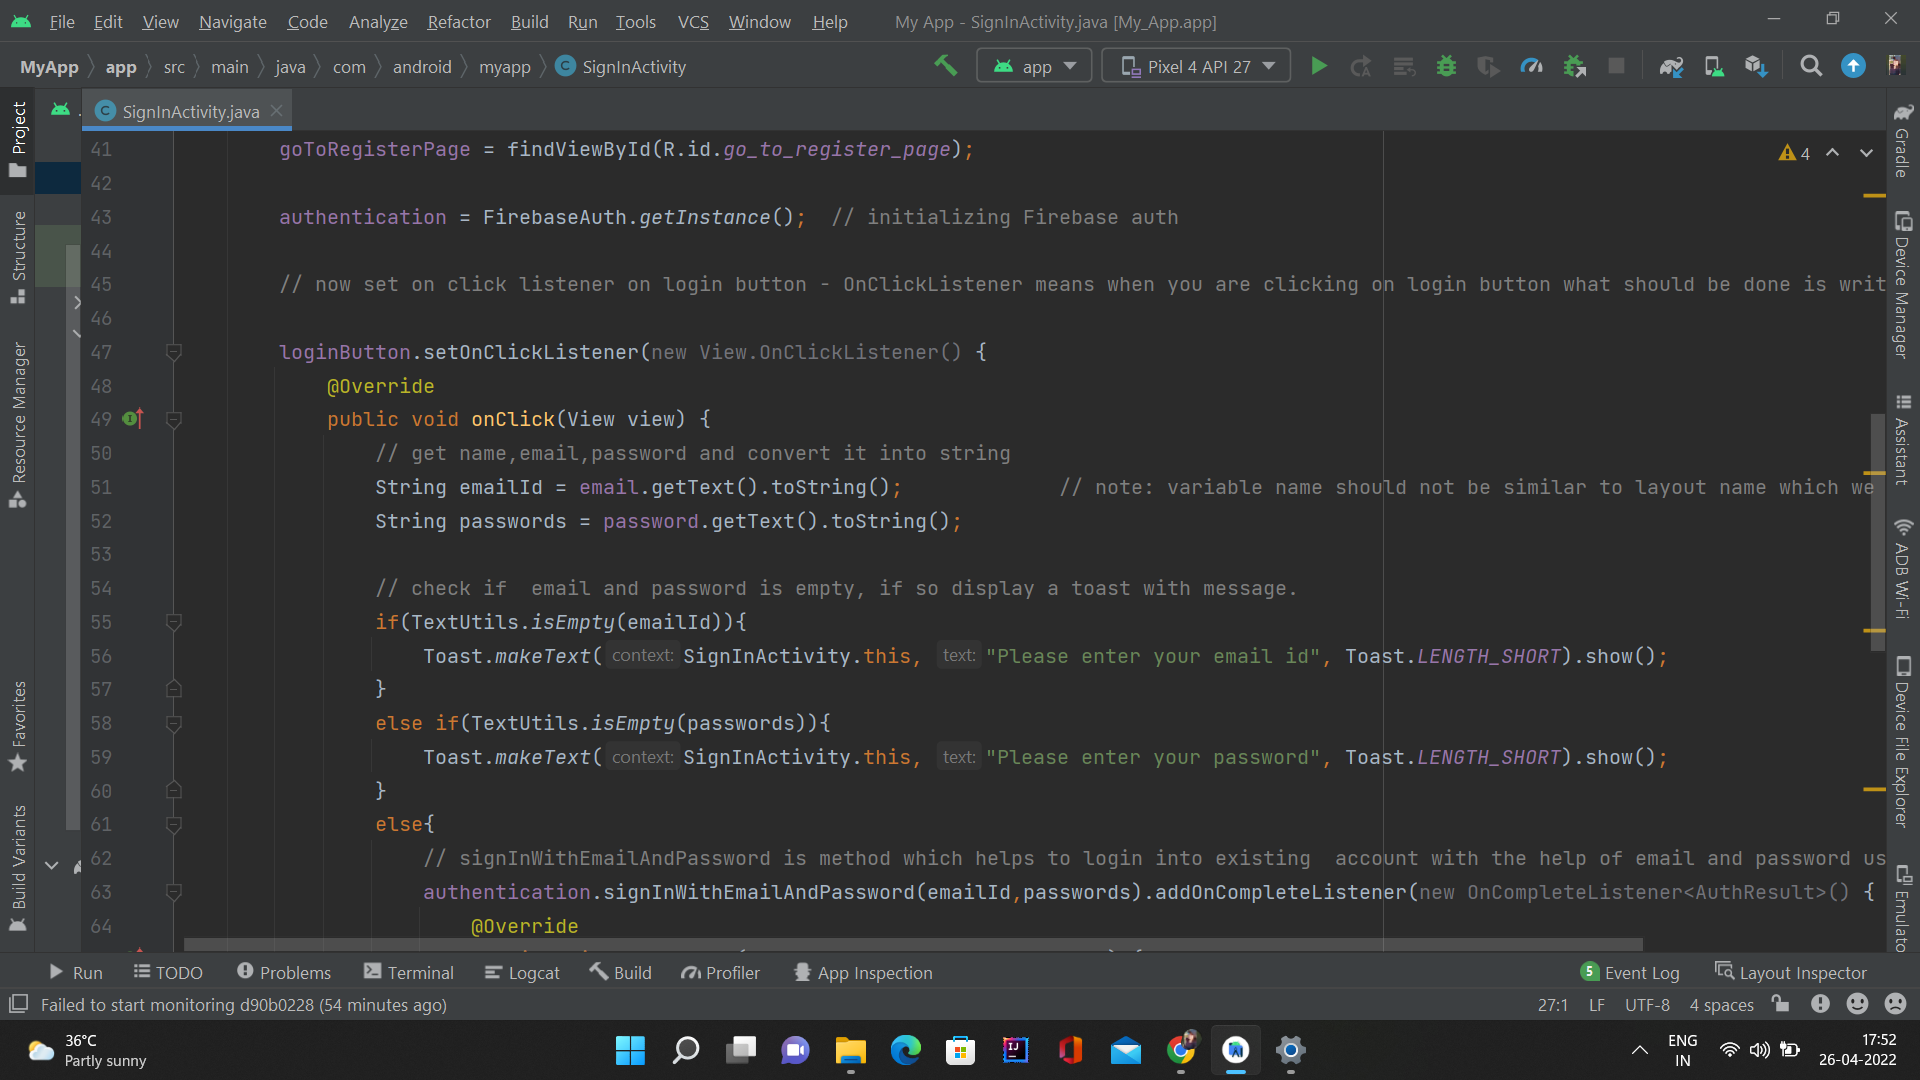 File Edit View Navigate Code Analyze Refactor Build Run Tools VCS Window Help My App - SignInActivity.java [My_App.app]
MyApp app src main java com android myapp SignInActivity app Pixel 4 API 27
SignInActivity.java
41 goToRegisterPage = findViewById(R.id.go_to_register_page);
4
42
43 authentication = FirebaseAuth.getInstance(); // initializing Firebase auth
44
45 // now set on click listener on login button - OnClickListener means when you are clicking on login button what should be done is writ
46
47 loginButton.setOnClickListener(new View.OnClickListener() {
48 @Override
49 public void onClick(View view) {
50 // get name,email,password and convert it into string
51 String emailId = email.getText().toString(); // note: variable name should not be similar to layout name which we
52 String passwords = password.getText().toString();
53
54 // check if  email and password is empty, if so display a toast with message.
55 if(TextUtils.isEmpty(emailId)){
56 Toast.makeText( context: SignInActivity.this, text: "Please enter your email id", Toast.LENGTH_SHORT).show();
57 }
58 else if(TextUtils.isEmpty(passwords)){
59 Toast.makeText( context: SignInActivity.this, text: "Please enter your password", Toast.LENGTH_SHORT).show();
60 }
61 else{
62 // signInWithEmailAndPassword is method which helps to login into existing  account with the help of email and password us
63 authentication.signInWithEmailAndPassword(emailId,passwords).addOnCompleteListener(new OnCompleteListener<AuthResult>() {
64 @Override
Project
Structure
Resource Manager
Favorites
Build Variants
Gradle
Device Manager
Assistant
ADB Wi-Fi
Device File Explorer
Emulato
Run TODO Problems Terminal Logcat Build Profiler App Inspection 5 Event Log Layout Inspector
Failed to start monitoring d90b0228 (54 minutes ago) 27:1 LF UTF-8 4 spaces
36°C
Partly sunny
ENG
IN
17:52
26-04-2022